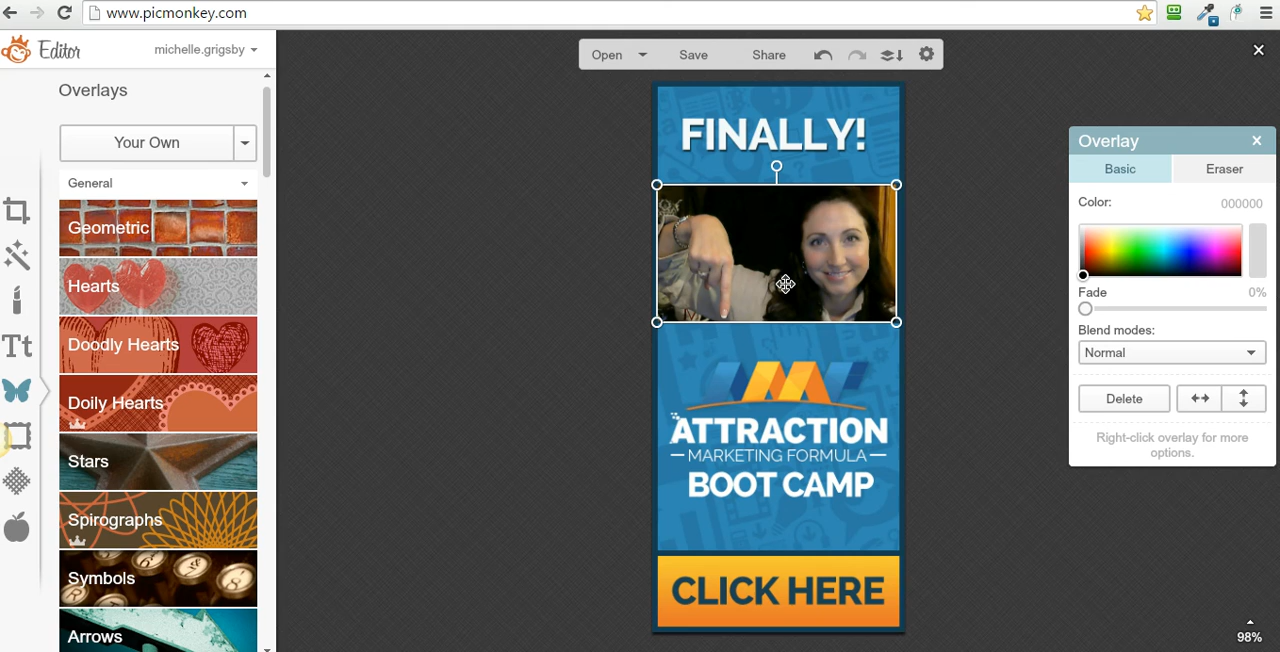 www.picmonkey.com
Editor
michelle.grigsby
Open
Save
Share
Overlays
Your Own
General
Geometric
Hearts
Doodly Hearts
Doily Hearts
Stars
Spirographs
Symbols
Arrows
FINALLY!
ATTRACTION
MARKETING FORMULA
BOOT CAMP
CLICK HERE
Overlay
Basic
Eraser
Color:
000000
Fade
0%
Blend modes:
Normal
Delete
Right-click overlay for more
options.
98%